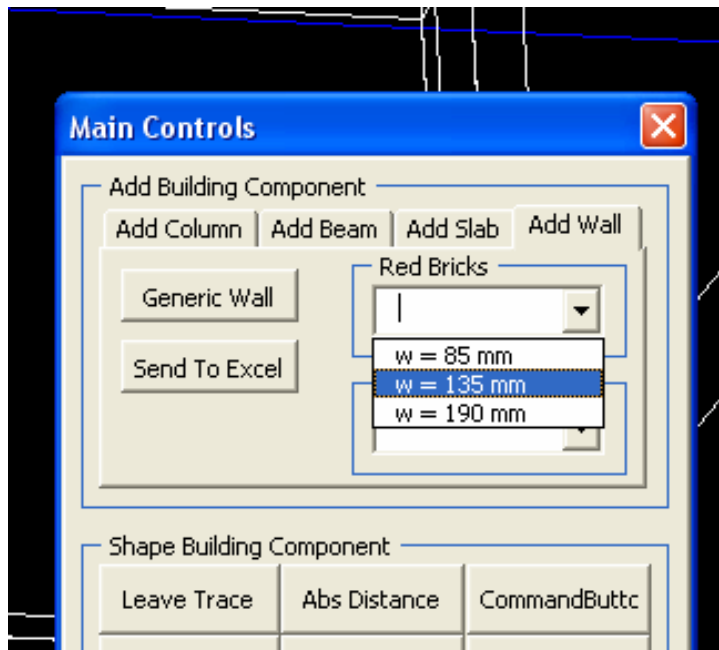 Main Controls
Add Building Component
Add Column
Add Beam
Add Slab
Add Wall
Generic Wall
Send To Excel
Red Bricks
w = 85 mm
w = 135 mm
w = 190 mm
Shape Building Component
Leave Trace
Abs Distance
CommandButtc